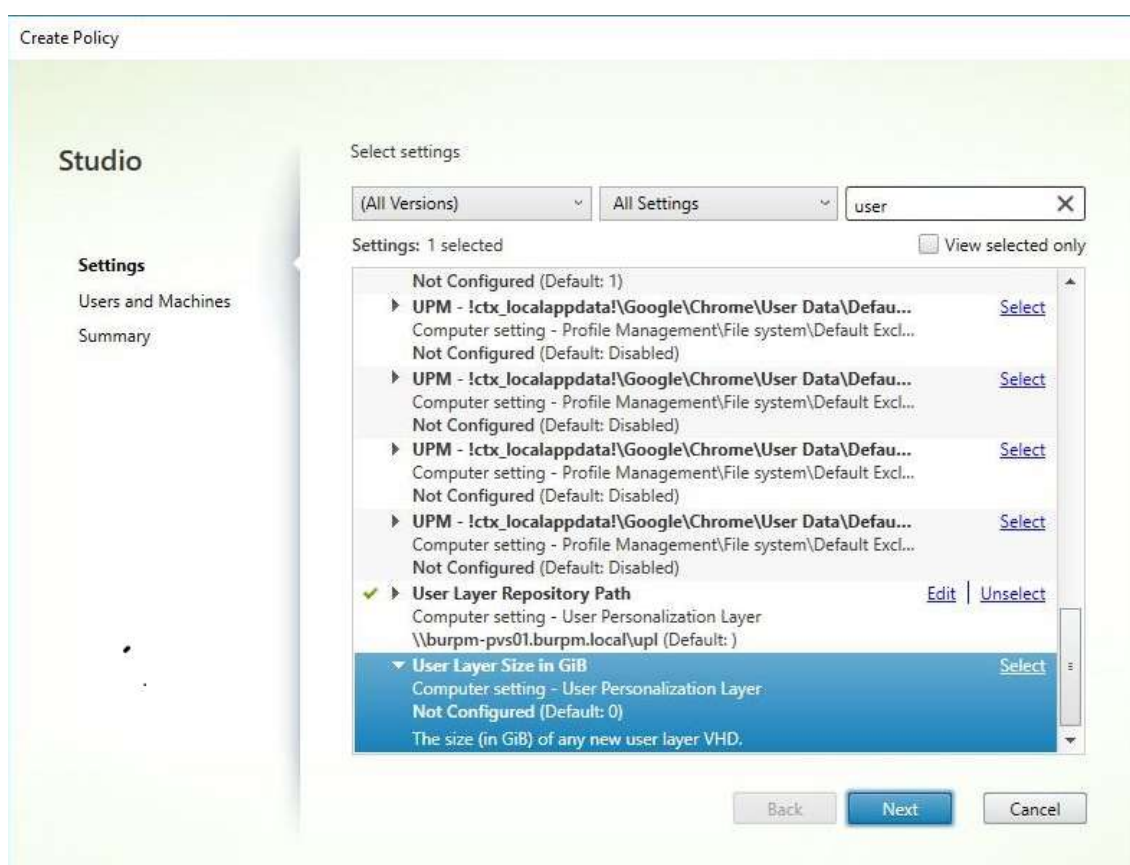 Create Policy
Studio
Settings
Users and Machines
Summary
Select settings
(All Versions) All Settings user
Settings: 1 selected View selected only
Not Configured (Default: 1)
UPM - !ctx_localappdata!\Google\Chrome\User Data\Defau... Select
Computer setting - Profile Management\File system\Default Excl...
Not Configured (Default: Disabled)
UPM - !ctx_localappdata!\Google\Chrome\User Data\Defau... Select
Computer setting - Profile Management\File system\Default Excl...
Not Configured (Default: Disabled)
UPM - !ctx_localappdata!\Google\Chrome\User Data\Defau... Select
Computer setting - Profile Management\File system\Default Excl...
Not Configured (Default: Disabled)
UPM - !ctx_localappdata!\Google\Chrome\User Data\Defau... Select
Computer setting - Profile Management\File system\Default Excl...
Not Configured (Default: Disabled)
User Layer Repository Path Edit | Unselect
Computer setting - User Personalization Layer
\\burpm-pvs01.burpm.local\upl (Default: )
User Layer Size in GiB Select
Computer setting - User Personalization Layer
Not Configured (Default: 0)
The size (in GiB) of any new user layer VHD.
Back Next Cancel